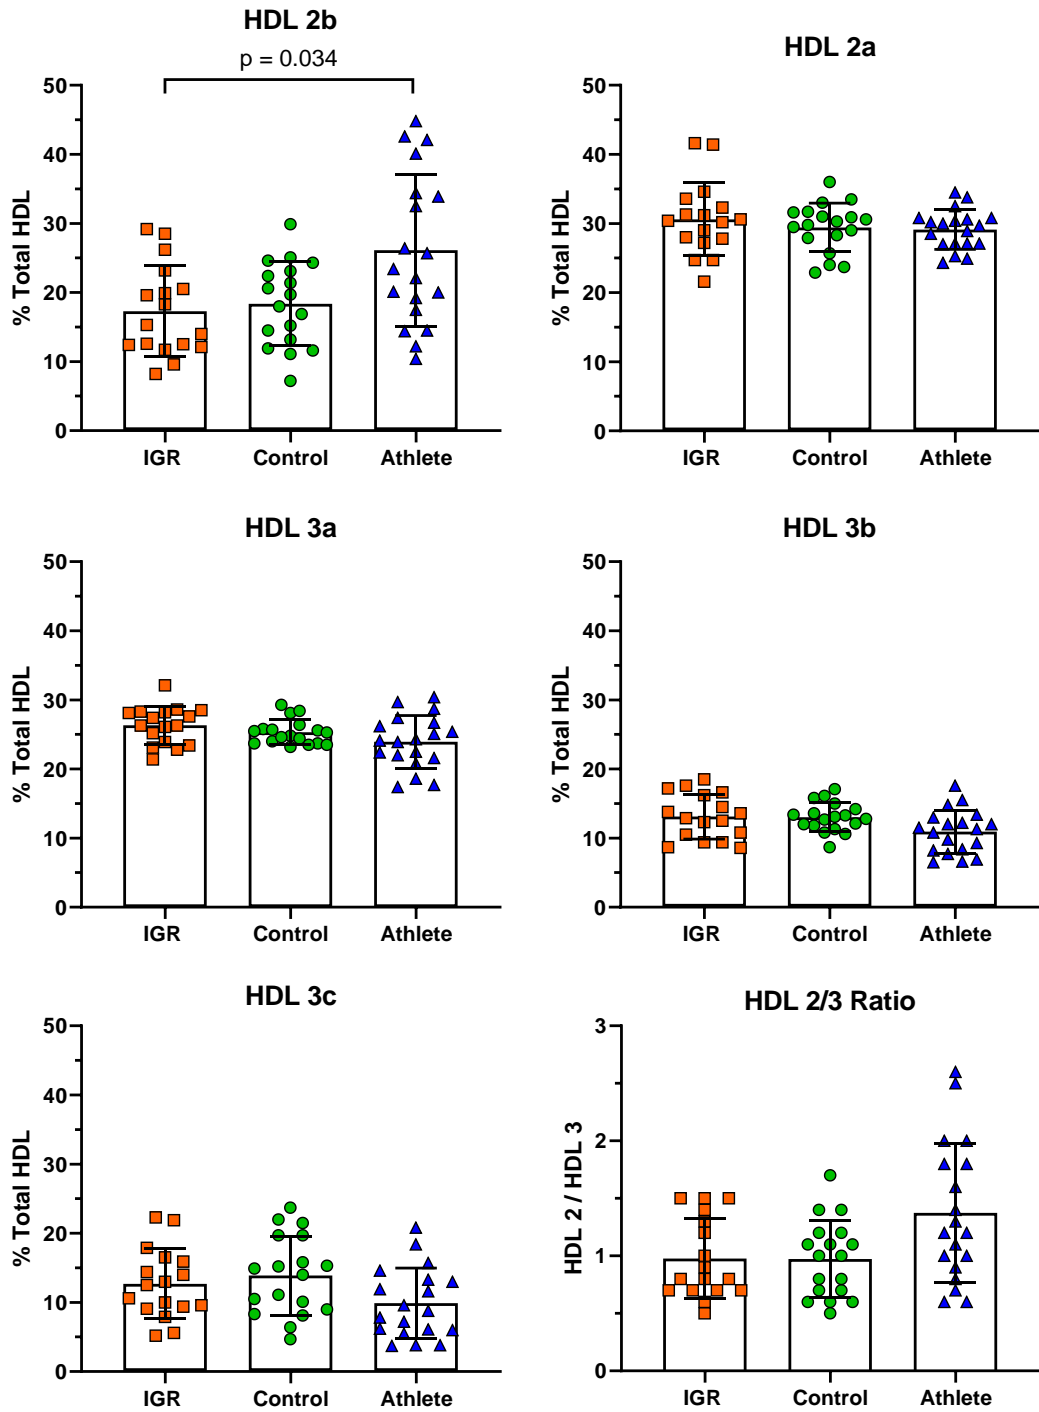 HDL 2b
p = 0.034
% Total HDL
50
40
30
20
10
0
IGR Control Athlete
HDL 2a
% Total HDL
50
40
30
20
10
0
IGR Control Athlete
HDL 3a
% Total HDL
50
40
30
20
10
0
IGR Control Athlete
HDL 3b
% Total HDL
50
40
30
20
10
0
IGR Control Athlete
HDL 3c
% Total HDL
50
40
30
20
10
0
IGR Control Athlete
HDL 2/3 Ratio
HDL 2 / HDL 3
3
2
1
0
IGR Control Athlete